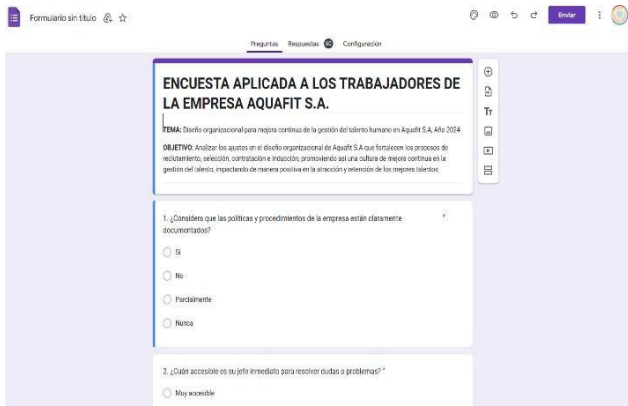 Formulario sin título
Enviar
Preguntas Respuestas 60 Configuración
ENCUESTA APLICADA A LOS TRABAJADORES DE
LA EMPRESA AQUAFIT S.A.
TEMA: Diseño organizacional para mejora continua de la gestión del talento humano en Aquafit S.A, Año 2024
OBJETIVO: Analizar los ajustes en el diseño organizacional de Aquafit S.A que fortalecen los procesos de
reclutamiento, selección, contratación e inducción, promoviendo así una cultura de mejora continua en la
gestión del talento, impactando de manera positiva en la atracción y retención de los mejores talentos
1. ¿Considera que las políticas y procedimientos de la empresa están claramente *
documentados?
Si
No
Parcialmente
Nunca
2. ¿Cuán accesible es su jefe inmediato para resolver dudas o problemas? *
Muy accesible